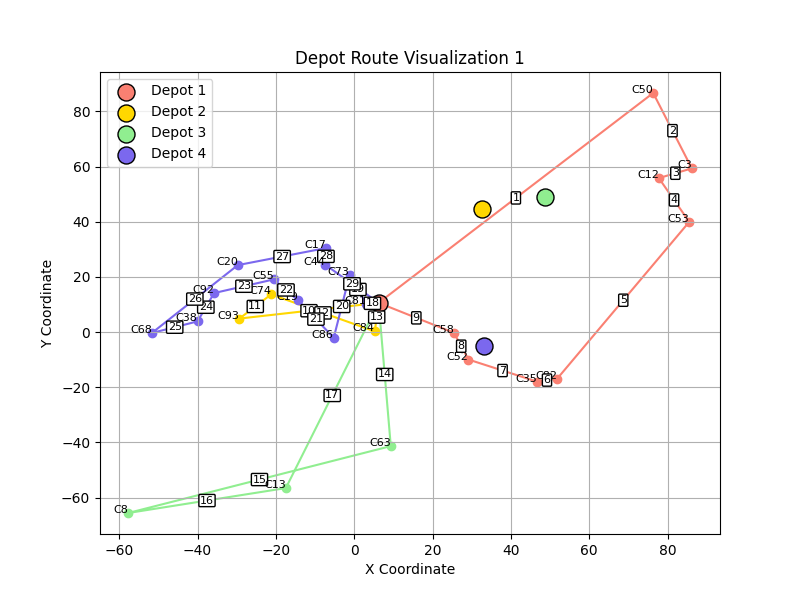 Depot Route Visualization 1
Depot 1
Depot 2
Depot 3
Depot 4
Y Coordinate
80
60
40
20
0
−20
−40
−60
C50
2
C3
3
C12
4
C53
1
5
C17
27
28
C20
C73
C55
29
23
22
C92
C74
26
24
11
18
C38
C93
10
21
20
13
C68
25
C86
C84
9
C58
8
C52
7
C35
6
14
17
C63
15
C13
16
C8
−60
−40
−20
0
20
40
60
80
X Coordinate